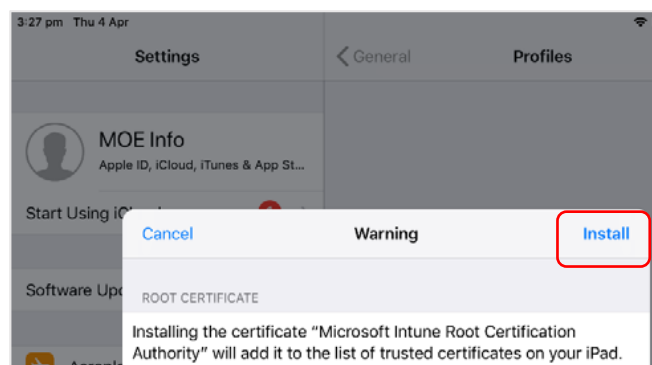 3:27 pm Thu 4 Apr
Settings
General
Profiles
MOE Info
Apple ID, iCloud, iTunes & App St...
Start Using
Cancel
Warning
Install
Software
ROOT CERTIFICATE
Installing the certificate “Microsoft Intune Root Certification
Authority” will add it to the list of trusted certificates on your iPad.